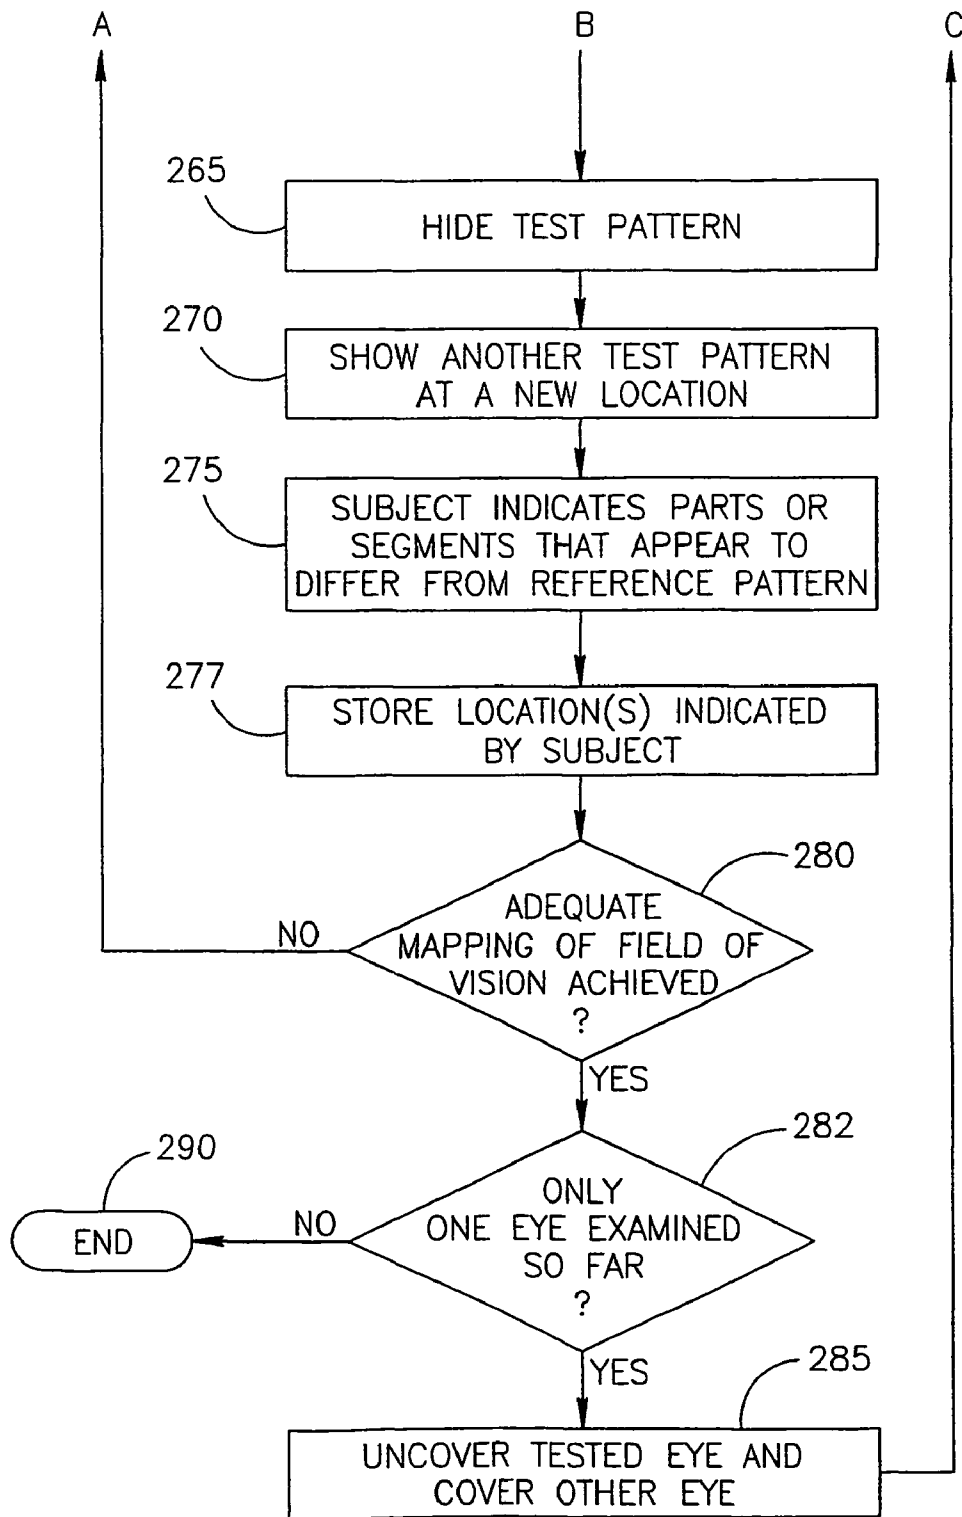 A
B
C
265
HIDE TEST PATTERN
270
SHOW ANOTHER TEST PATTERN
AT A NEW LOCATION
275
SUBJECT INDICATES PARTS OR
SEGMENTS THAT APPEAR TO
DIFFER FROM REFERENCE PATTERN
277
STORE LOCATION(S) INDICATED
BY SUBJECT
280
ADEQUATE
MAPPING OF FIELD OF
VISION ACHIEVED
?
NO
YES
282
290
ONLY
ONE EYE EXAMINED
SO FAR
?
NO
END
YES
285
UNCOVER TESTED EYE AND
COVER OTHER EYE